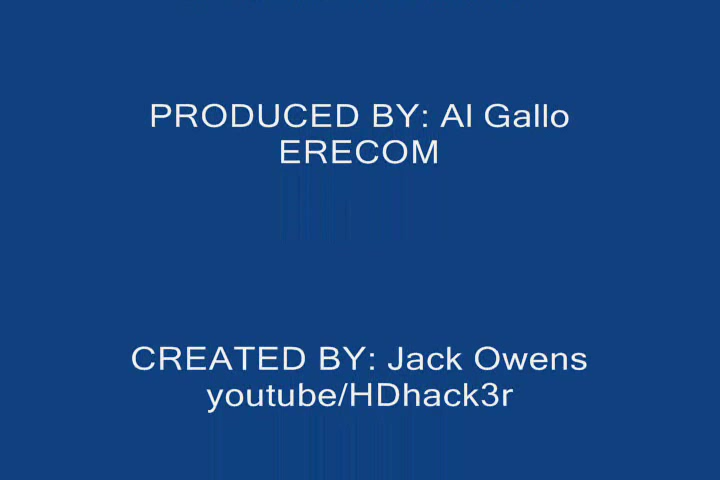 PRODUCED BY: Al Gallo
ERECOM
CREATED BY: Jack Owens
youtube/HDhack3r